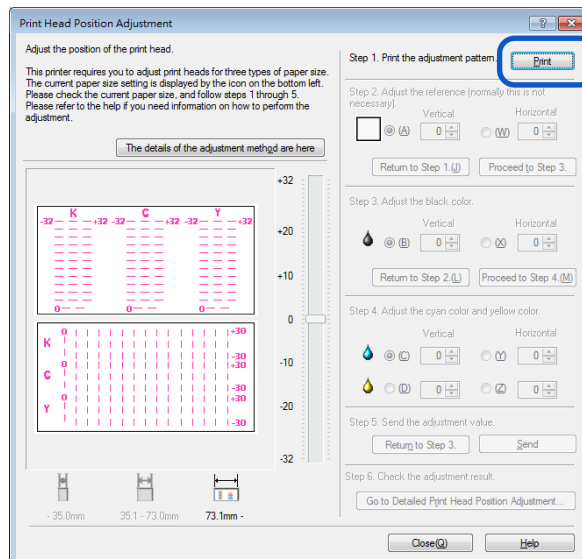 Print Head Position Adjustment
Adjust the position of the print head.
This printer requires you to adjust print heads for three types of paper size.
The current paper size setting is displayed by the icon on the bottom left.
Please check the current paper size, and follow steps 1 through 5.
Please refer to the help if you need information on how to perform the
adjustment.
The details of the adjustment method are here
K C Y
-32 +32 -32 +32 -32 +32
0 0 0
0 +30
K
-30
0 +30
C
-30
0 +30
Y
-30
+32
+20
+10
0
-10
-20
-32
- 35.0mm 35.1 - 73.0mm 73.1mm -
Step 1. Print the adjustment pattern. Print
Step 2. Adjust the reference (normally this is not
necessary).
Vertical Horizontal
(A) 0 (W) 0
Return to Step 1.(J) Proceed to Step 3.
Step 3. Adjust the black color.
Vertical Horizontal
(B) 0 (X) 0
Return to Step 2.(L) Proceed to Step 4.(M)
Step 4. Adjust the cyan color and yellow color.
Vertical Horizontal
(C) 0 (Y) 0
(D) 0 (Z) 0
Step 5. Send the adjustment value.
Return to Step 3. Send
Step 6. Check the adjustment result.
Go to Detailed Print Head Position Adjustment...
Close(Q) Help